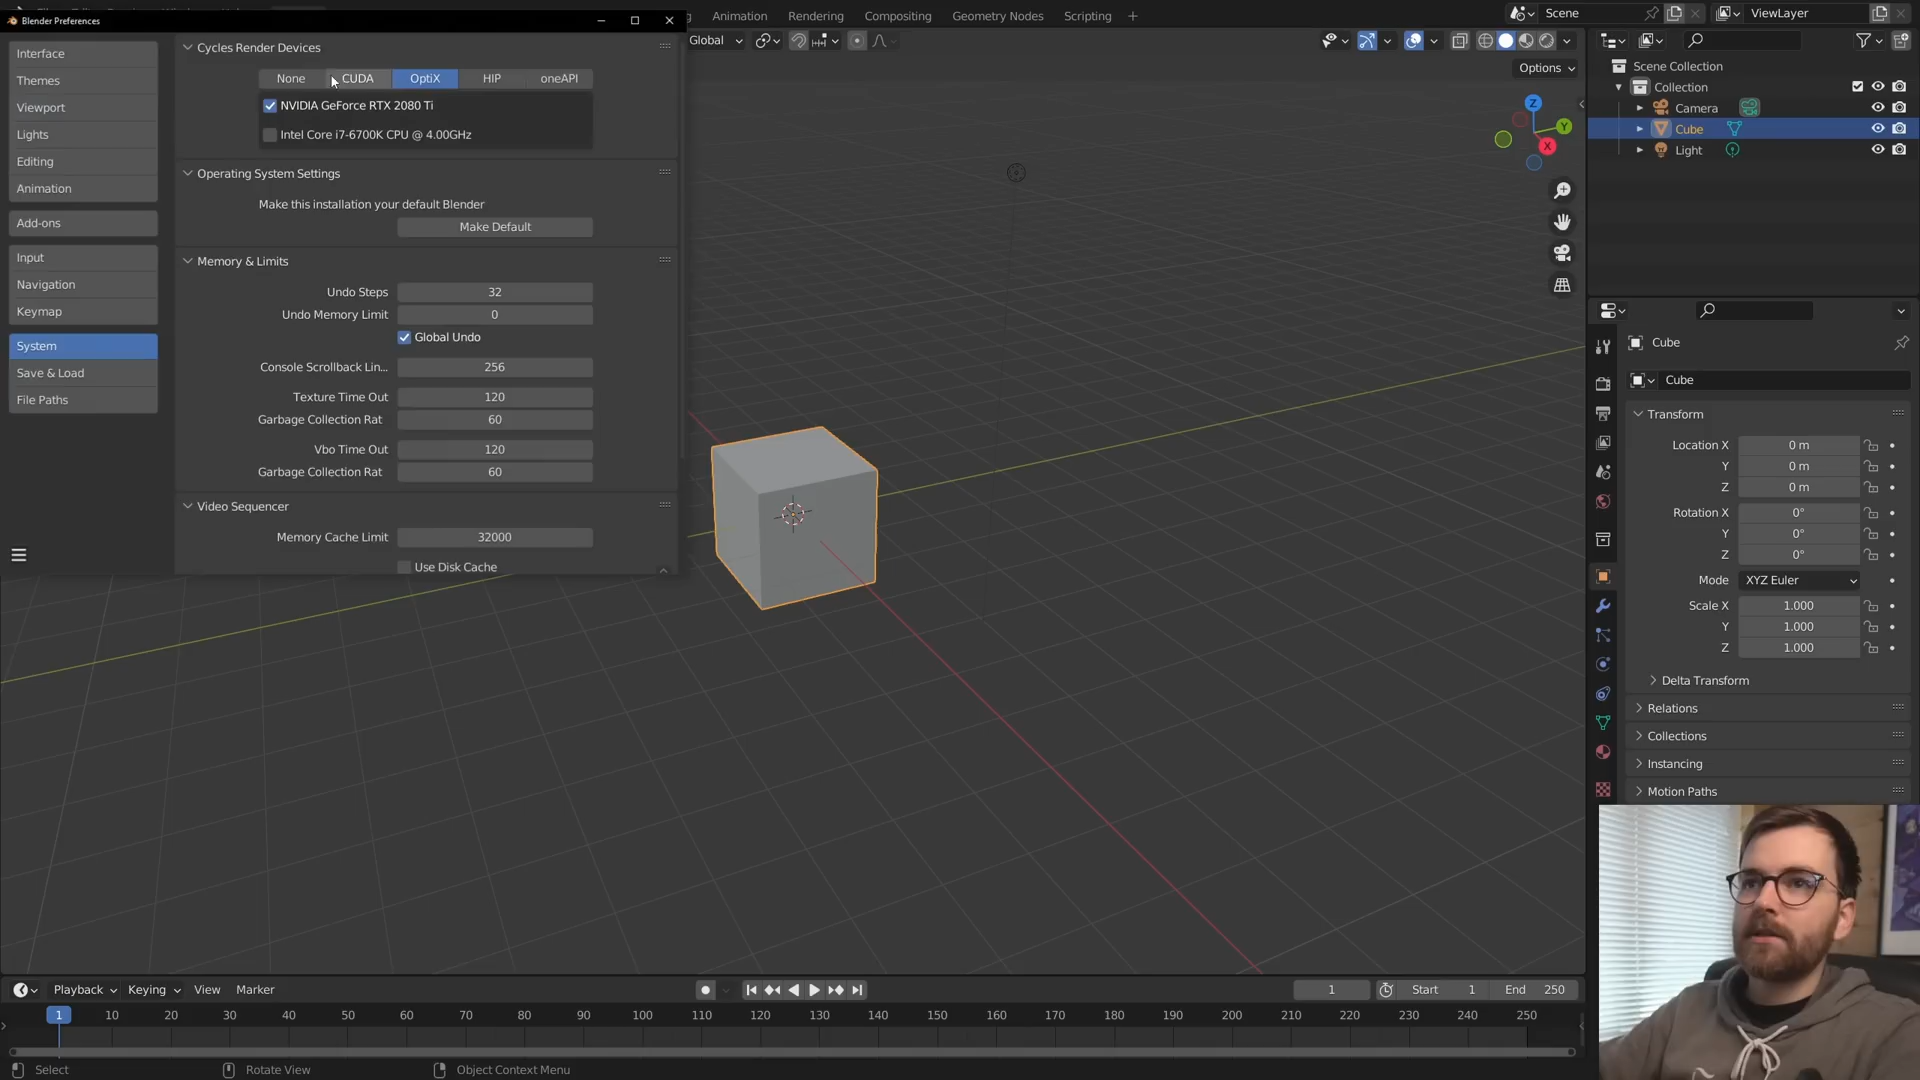 Blender Preferences
Interface
Themes
Viewport
Lights
Editing
Animation
Add-ons
Input
Navigation
Keymap
System
Save & Load
File Paths
Cycles Render Devices
None
CUDA
OptiX
HIP
oneAPI
NVIDIA GeForce RTX 2080 Ti
Intel Core i7-6700K CPU @ 4.00GHz
Operating System Settings
Make this installation your default Blender
Make Default
Memory & Limits
Undo Steps 32
Undo Memory Limit 0
Global Undo
Console Scrollback Lin... 256
Texture Time Out 120
Garbage Collection Rat 60
Vbo Time Out 120
Garbage Collection Rat 60
Video Sequencer
Memory Cache Limit 32000
Use Disk Cache
Animation Rendering Compositing Geometry Nodes Scripting
Scene
ViewLayer
Global
Options
Z
Y
X
Scene Collection
Collection
Camera
Cube
Light
Cube
Cube
Transform
Location X 0 m
Y 0 m
Z 0 m
Rotation X 0°
Y 0°
Z 0°
Mode XYZ Euler
Scale X 1.000
Y 1.000
Z 1.000
Delta Transform
Relations
Collections
Instancing
Motion Paths
Playback Keying View Marker
1 Start 1 End 250
1 10 20 30 40 50 60 70 80 90 100 110 120 130 140 150 160 170 180 190 200 210 220 230 240 250
Select Rotate View Object Context Menu